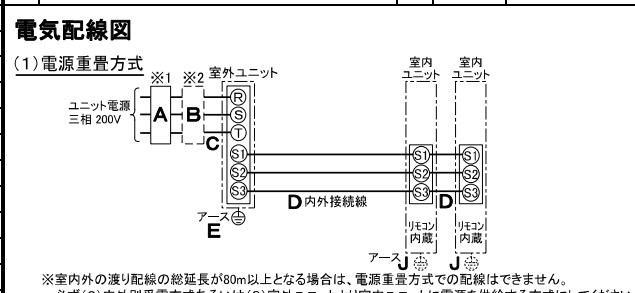 電気配線図
(1)電源重畳方式
※1 ※2 室外ユニット
室内
ユニット
室内
ユニット
ユニット電源
三相 200V
A
B
C
R
S
T
S1
S2
S3
S1
S2
S3
S1
S2
S3
D 内外接続線
D
アース
E
リモコン
内蔵
リモコン
内蔵
アース J
J
※室内外の渡り配線の総延長が80m以上となる場合は、電源重畳方式での配線はできません。